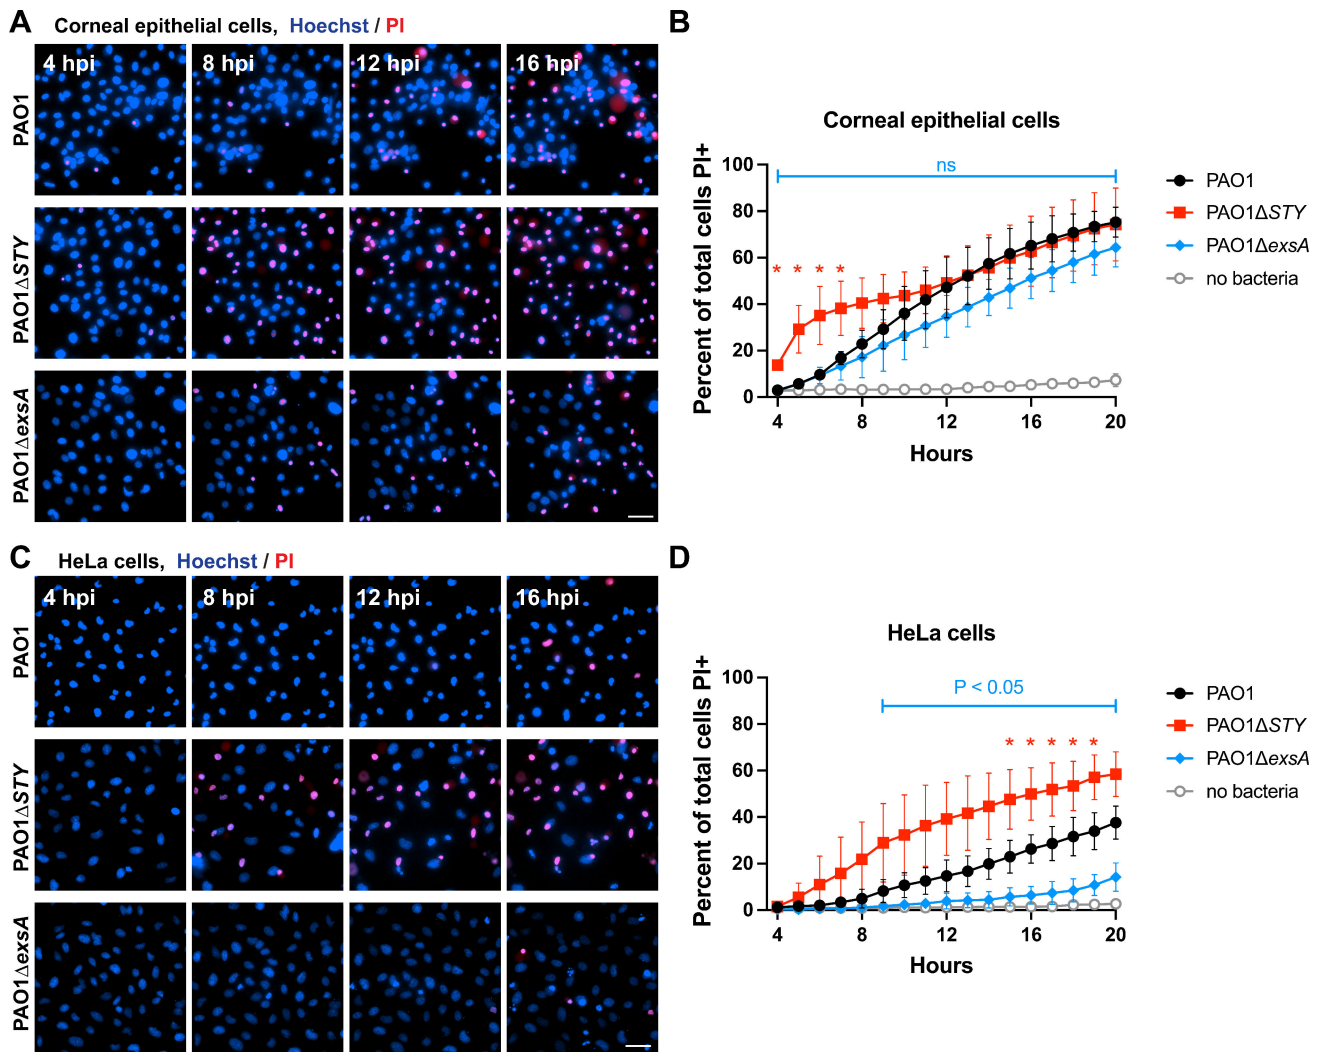 A
Corneal epithelial cells, Hoechst / PI
4 hpi
8 hpi
12 hpi
16 hpi
PAO1
PAO1ΔSTY
PAO1ΔexsA
B
Corneal epithelial cells
Percent of total cells PI+
100
80
60
40
20
0
ns
* * * *
4
8
12
16
20
Hours
PAO1
PAO1ΔSTY
PAO1ΔexsA
no bacteria
C
HeLa cells, Hoechst / PI
4 hpi
8 hpi
12 hpi
16 hpi
PAO1
PAO1ΔSTY
PAO1ΔexsA
D
HeLa cells
Percent of total cells PI+
100
80
60
40
20
0
P < 0.05
* * * * *
4
8
12
16
20
Hours
PAO1
PAO1ΔSTY
PAO1ΔexsA
no bacteria